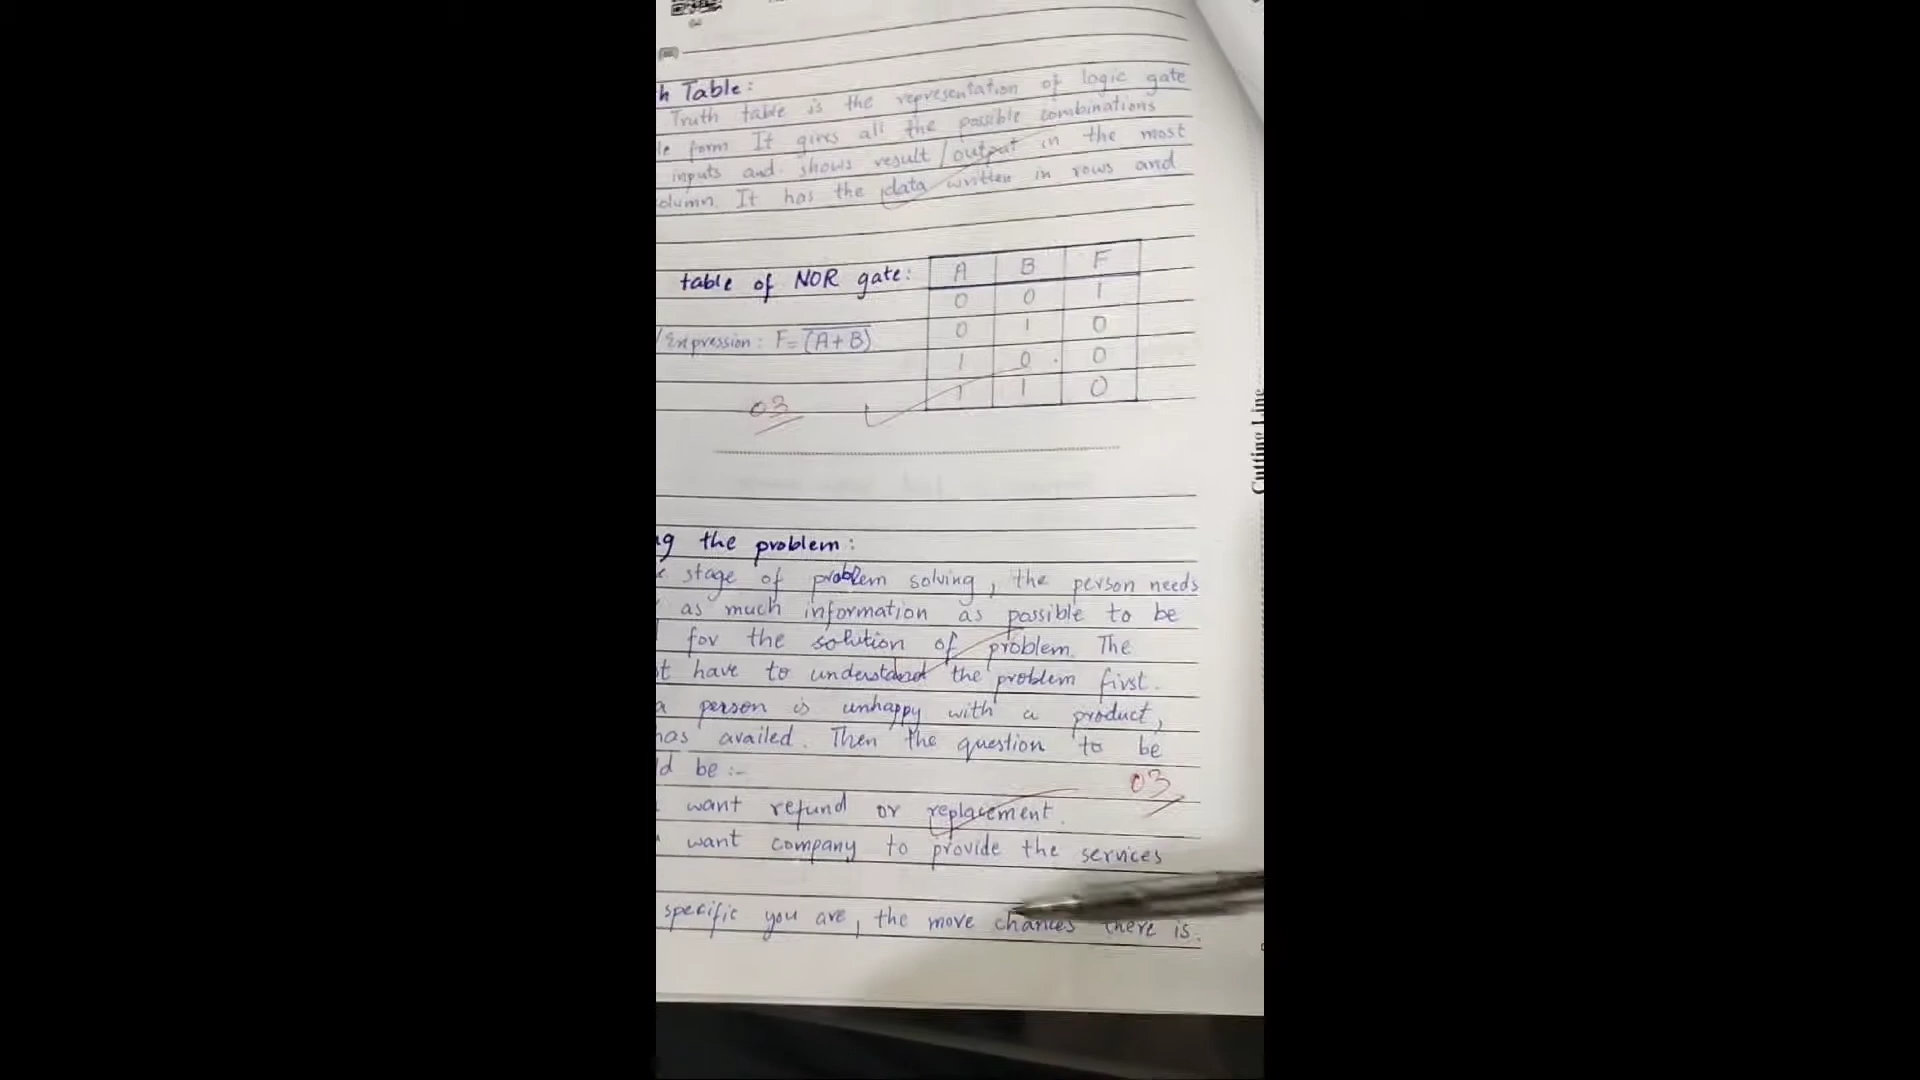 h Table:
Truth table is the representation of logic gate
le form It gives all the possible combinations
inputs and shows result/output in the most
olumn. It has the data written in rows and
table of NOR gate:
A B F
0 0 1
0 1 0
1 0 0
1 1 0
/Expression: F= (A+B)
03
ng the problem:
stage of problem solving, the person needs
as much information as possible to be
for the solution of problem. The
t have to understand the problem first.
a person is unhappy with a product,
has availed. Then the question to be
ld be:-
03
want refund or replacement.
want company to provide the services
specific you are, the more chances there is.
Cutting Line